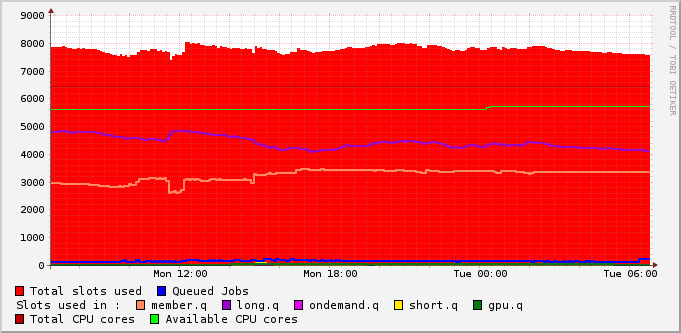 9000
8000
7000
6000
5000
4000
3000
2000
1000
0
Mon 12:00 Mon 18:00 Tue 00:00 Tue 06:00
Total slots used Queued Jobs
Slots used in : member.q long.q ondemand.q short.q gpu.q
Total CPU cores Available CPU cores
RRDTOOL / TOBI OETIKER